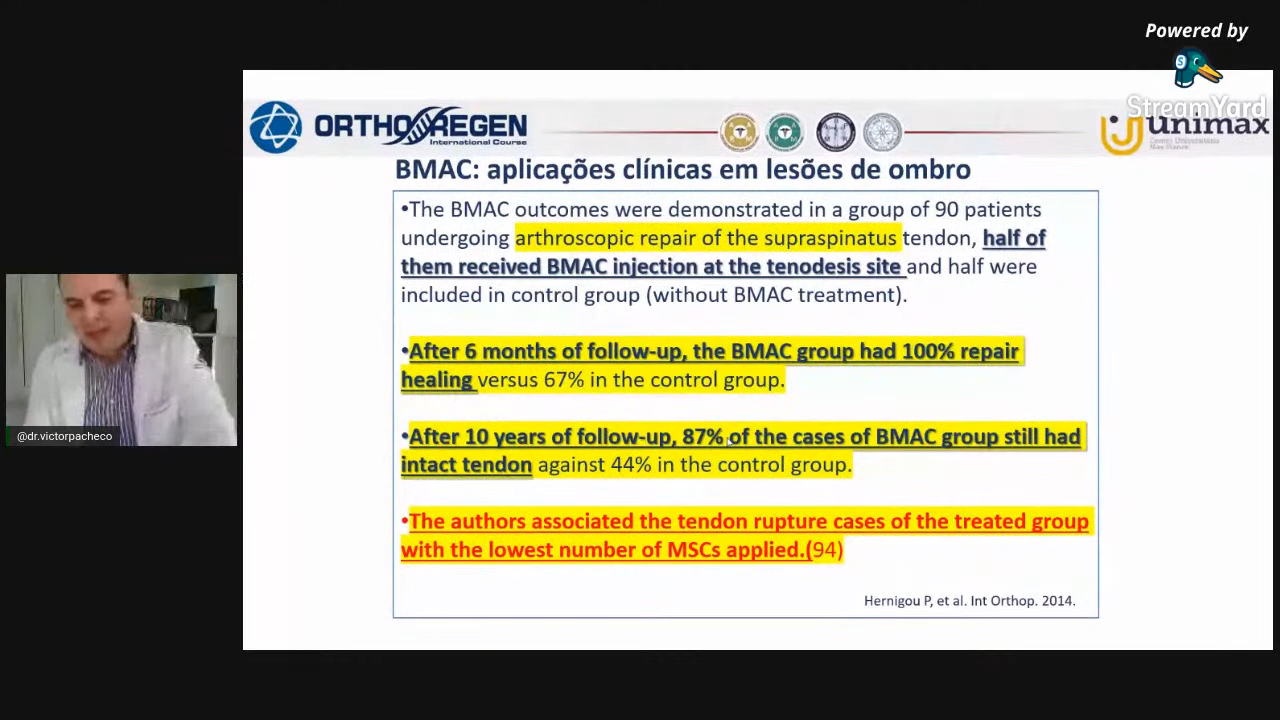 Powered by
S
StreamYard
ORTHOREGEN
International Course
unimax
BMAC: aplicações clínicas em lesões de ombro
•The BMAC outcomes were demonstrated in a group of 90 patients
undergoing arthroscopic repair of the supraspinatus tendon, half of
them received BMAC injection at the tenodesis site and half were
included in control group (without BMAC treatment).
•After 6 months of follow-up, the BMAC group had 100% repair
healing versus 67% in the control group.
•After 10 years of follow-up, 87% of the cases of BMAC group still had
intact tendon against 44% in the control group.
•The authors associated the tendon rupture cases of the treated group
with the lowest number of MSCs applied.(94)
Hernigou P, et al. Int Orthop. 2014.
@dr.victorpacheco